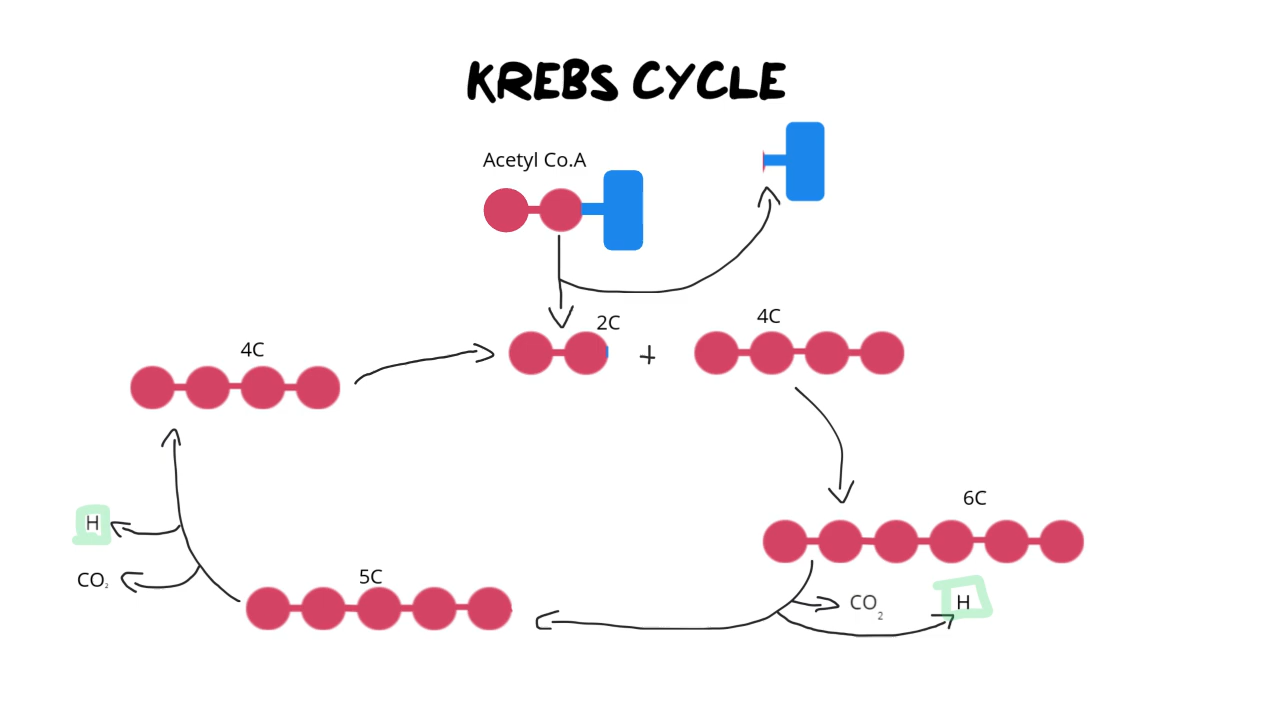 KREBS CYCLE
Acetyl Co.A
2C
+
4C
4C
6C
H
CO₂
5C
CO₂
H